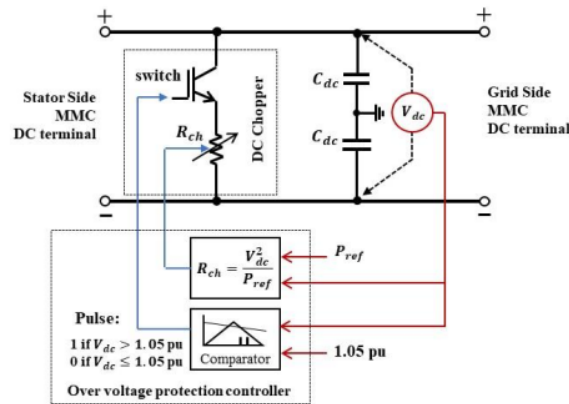 +
+
switch
Stator Side
MMC
DC terminal
R_ch
DC Chopper
C_dc
C_dc
V_dc
Grid Side
MMC
DC terminal
−
−
R_ch = V_dc^2 / P_ref
P_ref
Pulse:
1 if V_dc > 1.05 pu
0 if V_dc ≤ 1.05 pu
Comparator
1.05 pu
Over voltage protection controller